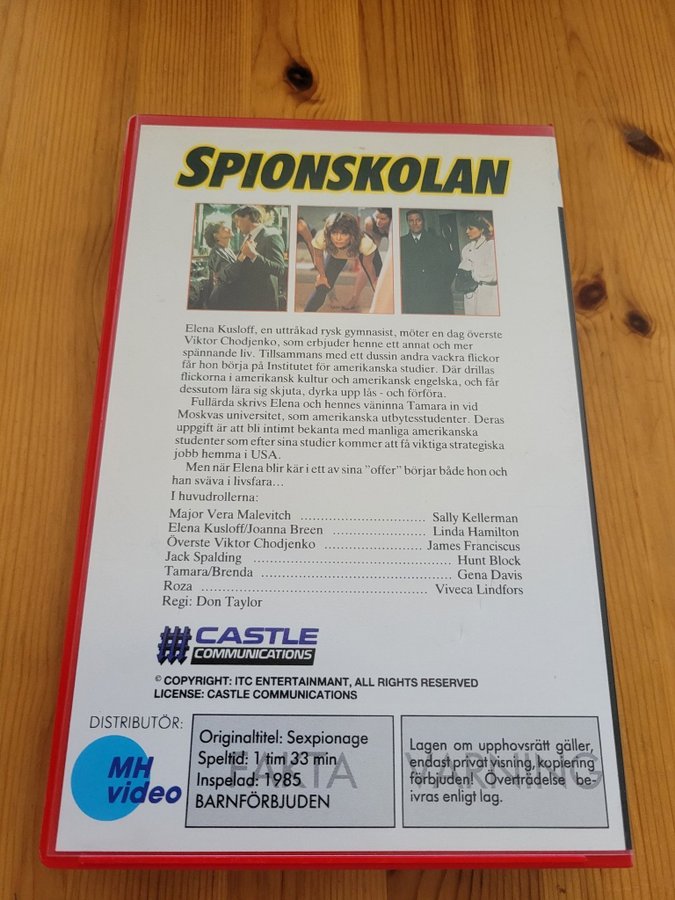 SPIONSKOLAN
Elena Kusloff, en uttråkad rysk gymnasist, möter en dag överste
Viktor Chodjenko, som erbjuder henne ett annat och mer
spännande liv. Tillsammans med ett dussin andra vackra flickor
får hon börja på Institutet för amerikanska studier. Där drillas
flickorna i amerikansk kultur och amerikansk engelska, och får
dessutom lära sig skjuta, dyrka upp lås - och förföra.
Fullärda skrivs Elena och hennes väninna Tamara in vid
Moskvas universitet, som amerikanska utbytesstudenter. Deras
uppgift är att bli intimt bekanta med manliga amerikanska
studenter som efter sina studier kommer att få viktiga strategiska
jobb hemma i USA.
Men när Elena blir kär i ett av sina "offer" börjar både hon och
han sväva i livsfara...
I huvudrollerna:
Major Vera Malevitch ................................ Sally Kellerman
Elena Kusloff/Joanna Breen ........................ Linda Hamilton
Överste Viktor Chodjenko .......................... James Franciscus
Jack Spalding .................................................. Hunt Block
Tamara/Brenda ................................................ Gena Davis
Roza ......................................................... Viveca Lindfors
Regi: Don Taylor
CASTLE
COMMUNICATIONS
© COPYRIGHT: ITC ENTERTAINMANT, ALL RIGHTS RESERVED
LICENSE: CASTLE COMMUNICATIONS
DISTRIBUTÖR:
MH
video
FAKTA
Originaltitel: Sexpionage
Speltid: 1 tim 33 min
Inspelad: 1985
BARNFÖRBJUDEN
VARNING
Lagen om upphovsrätt gäller,
endast privat visning, kopiering
förbjuden! Överträdelse be-
ivras enligt lag.